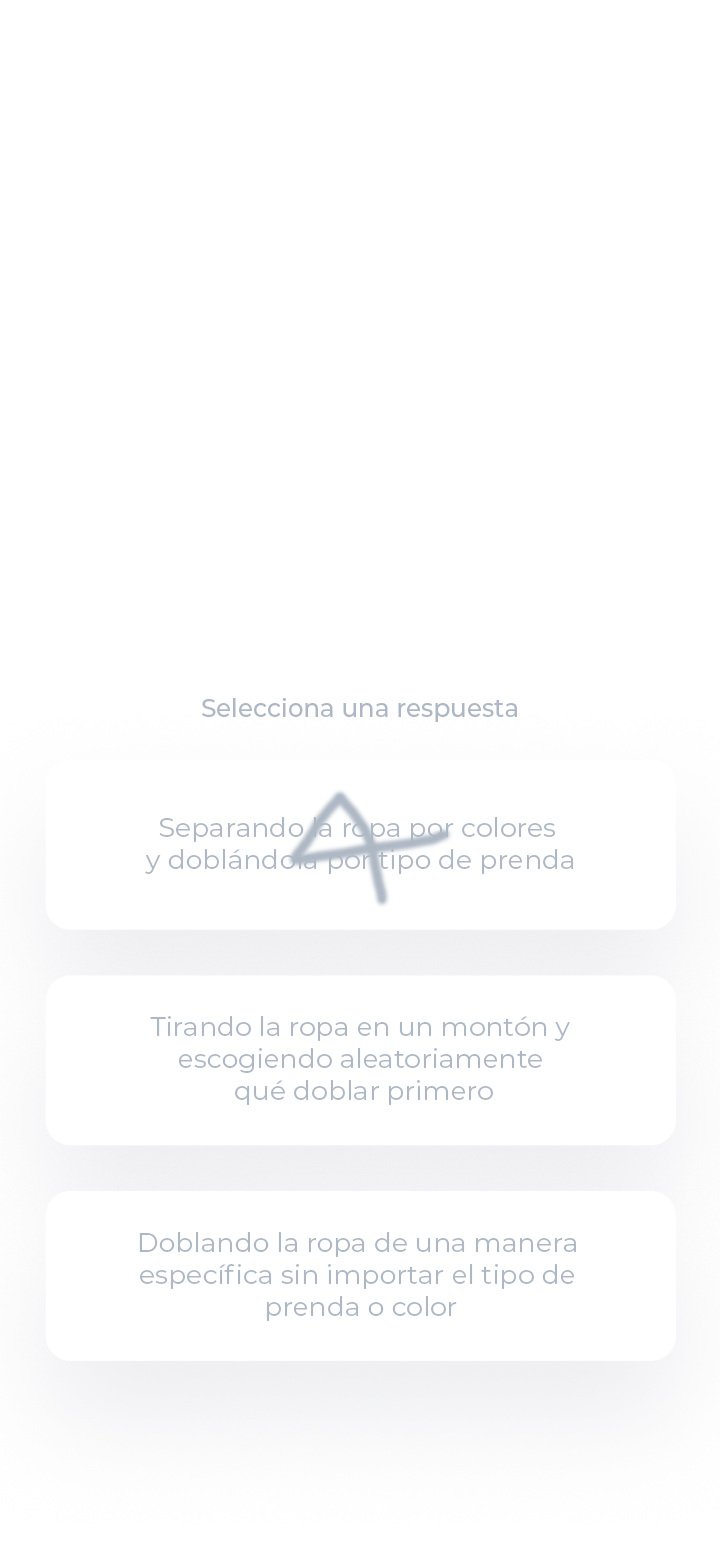 Selecciona una respuesta
Separando la ropa por colores
y doblándola por tipo de prenda
Tirando la ropa en un montón y
escogiendo aleatoriamente
qué doblar primero
Doblando la ropa de una manera
específica sin importar el tipo de
prenda o color